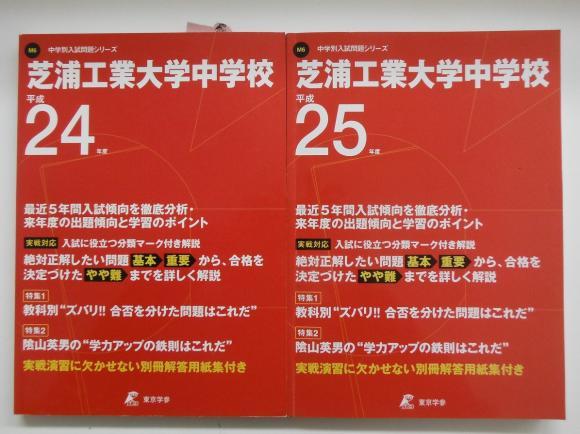 M6 中学別入試問題シリーズ
芝浦工業大学中学校
平成
24年度
最近5年間入試傾向を徹底分析・
来年度の出題傾向と学習のポイント
実戦対応 入試に役立つ分類マーク付き解説
絶対正解したい問題 基本 重要 から、合格を
決定づけた やや難 までを詳しく解説
特集1
教科別“ズバリ!! 合否を分けた問題はこれだ”
特集2
陰山英男の“学力アップの鉄則はこれだ”
実戦演習に欠かせない別冊解答用紙集付き
東京学参
M6 中学別入試問題シリーズ
芝浦工業大学中学校
平成
25年度
最近5年間入試傾向を徹底分析・
来年度の出題傾向と学習のポイント
実戦対応 入試に役立つ分類マーク付き解説
絶対正解したい問題 基本 重要 から、合格を
決定づけた やや難 までを詳しく解説
特集1
教科別“ズバリ!! 合否を分けた問題はこれだ”
特集2
陰山英男の“学力アップの鉄則はこれだ”
実戦演習に欠かせない別冊解答用紙集付き
東京学参